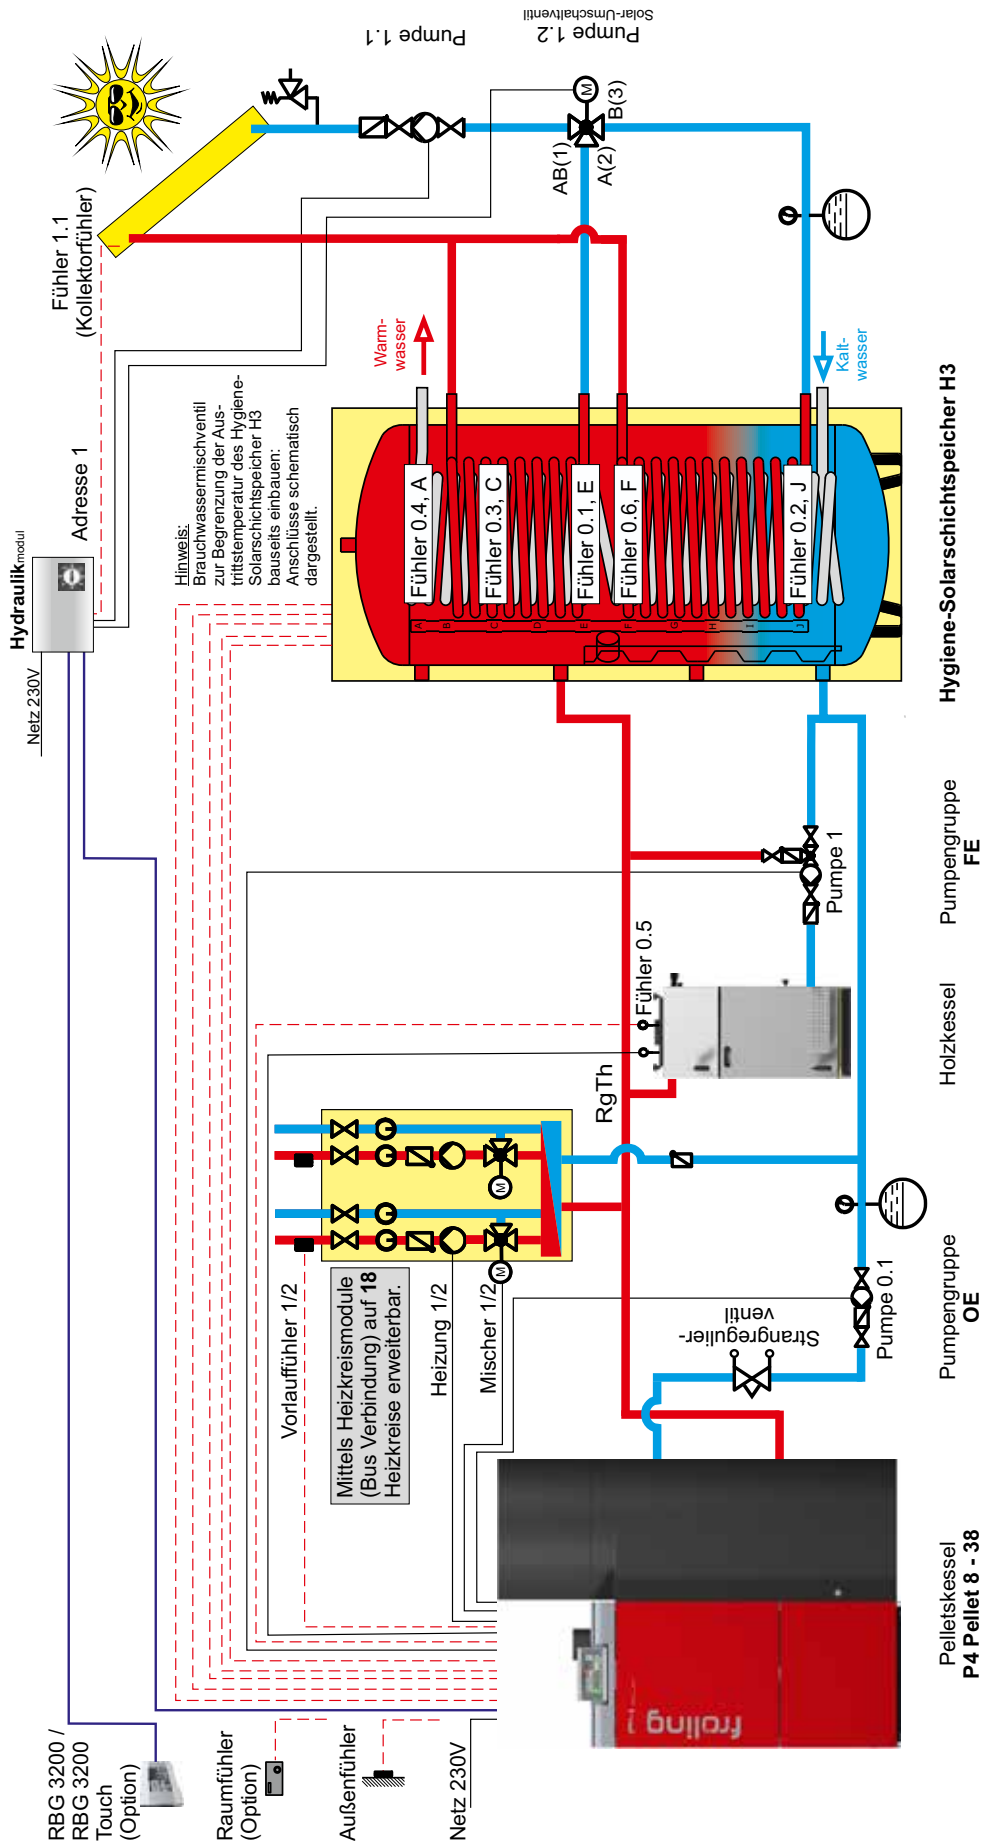 RBG 3200 /
RBG 3200
Touch
(Option)
Raumfühler
(Option)
Außenfühler
Netz 230V
Netz 230V
Hydraulikmodul
Adresse 1
Fühler 1.1
(Kollektorfühler)
Pumpe 1.1
Pumpe 1.2
Solar-Umschaltventil
M
AB(1)
A(2)
B(3)
Hinweis:
Brauchwassermischventil
zur Begrenzung der Aus-
trittstemperatur des Hygiene-
Solarschichtspeicher H3
bauseits einbauen:
Anschlüsse schematisch
dargestellt.
Warm-
wasser
Kalt-
wasser
Fühler 0.4, A
Fühler 0.3, C
Fühler 0.1, E
Fühler 0.6, F
Fühler 0.2, J
A
B
C
D
E
F
G
H
I
J
Vorlauffühler 1/2
Mittels Heizkreismodule
(Bus Verbindung) auf 18
Heizkreise erweiterbar.
Heizung 1/2
Mischer 1/2
M
M
RgTh
Fühler 0.5
Strangregulier-
ventil
Pumpe 0.1
Pumpe 1
froling
Pelletskessel
P4 Pellet 8 - 38
Pumpengruppe
OE
Holzkessel
Pumpengruppe
FE
Hygiene-Solarschichtspeicher H3